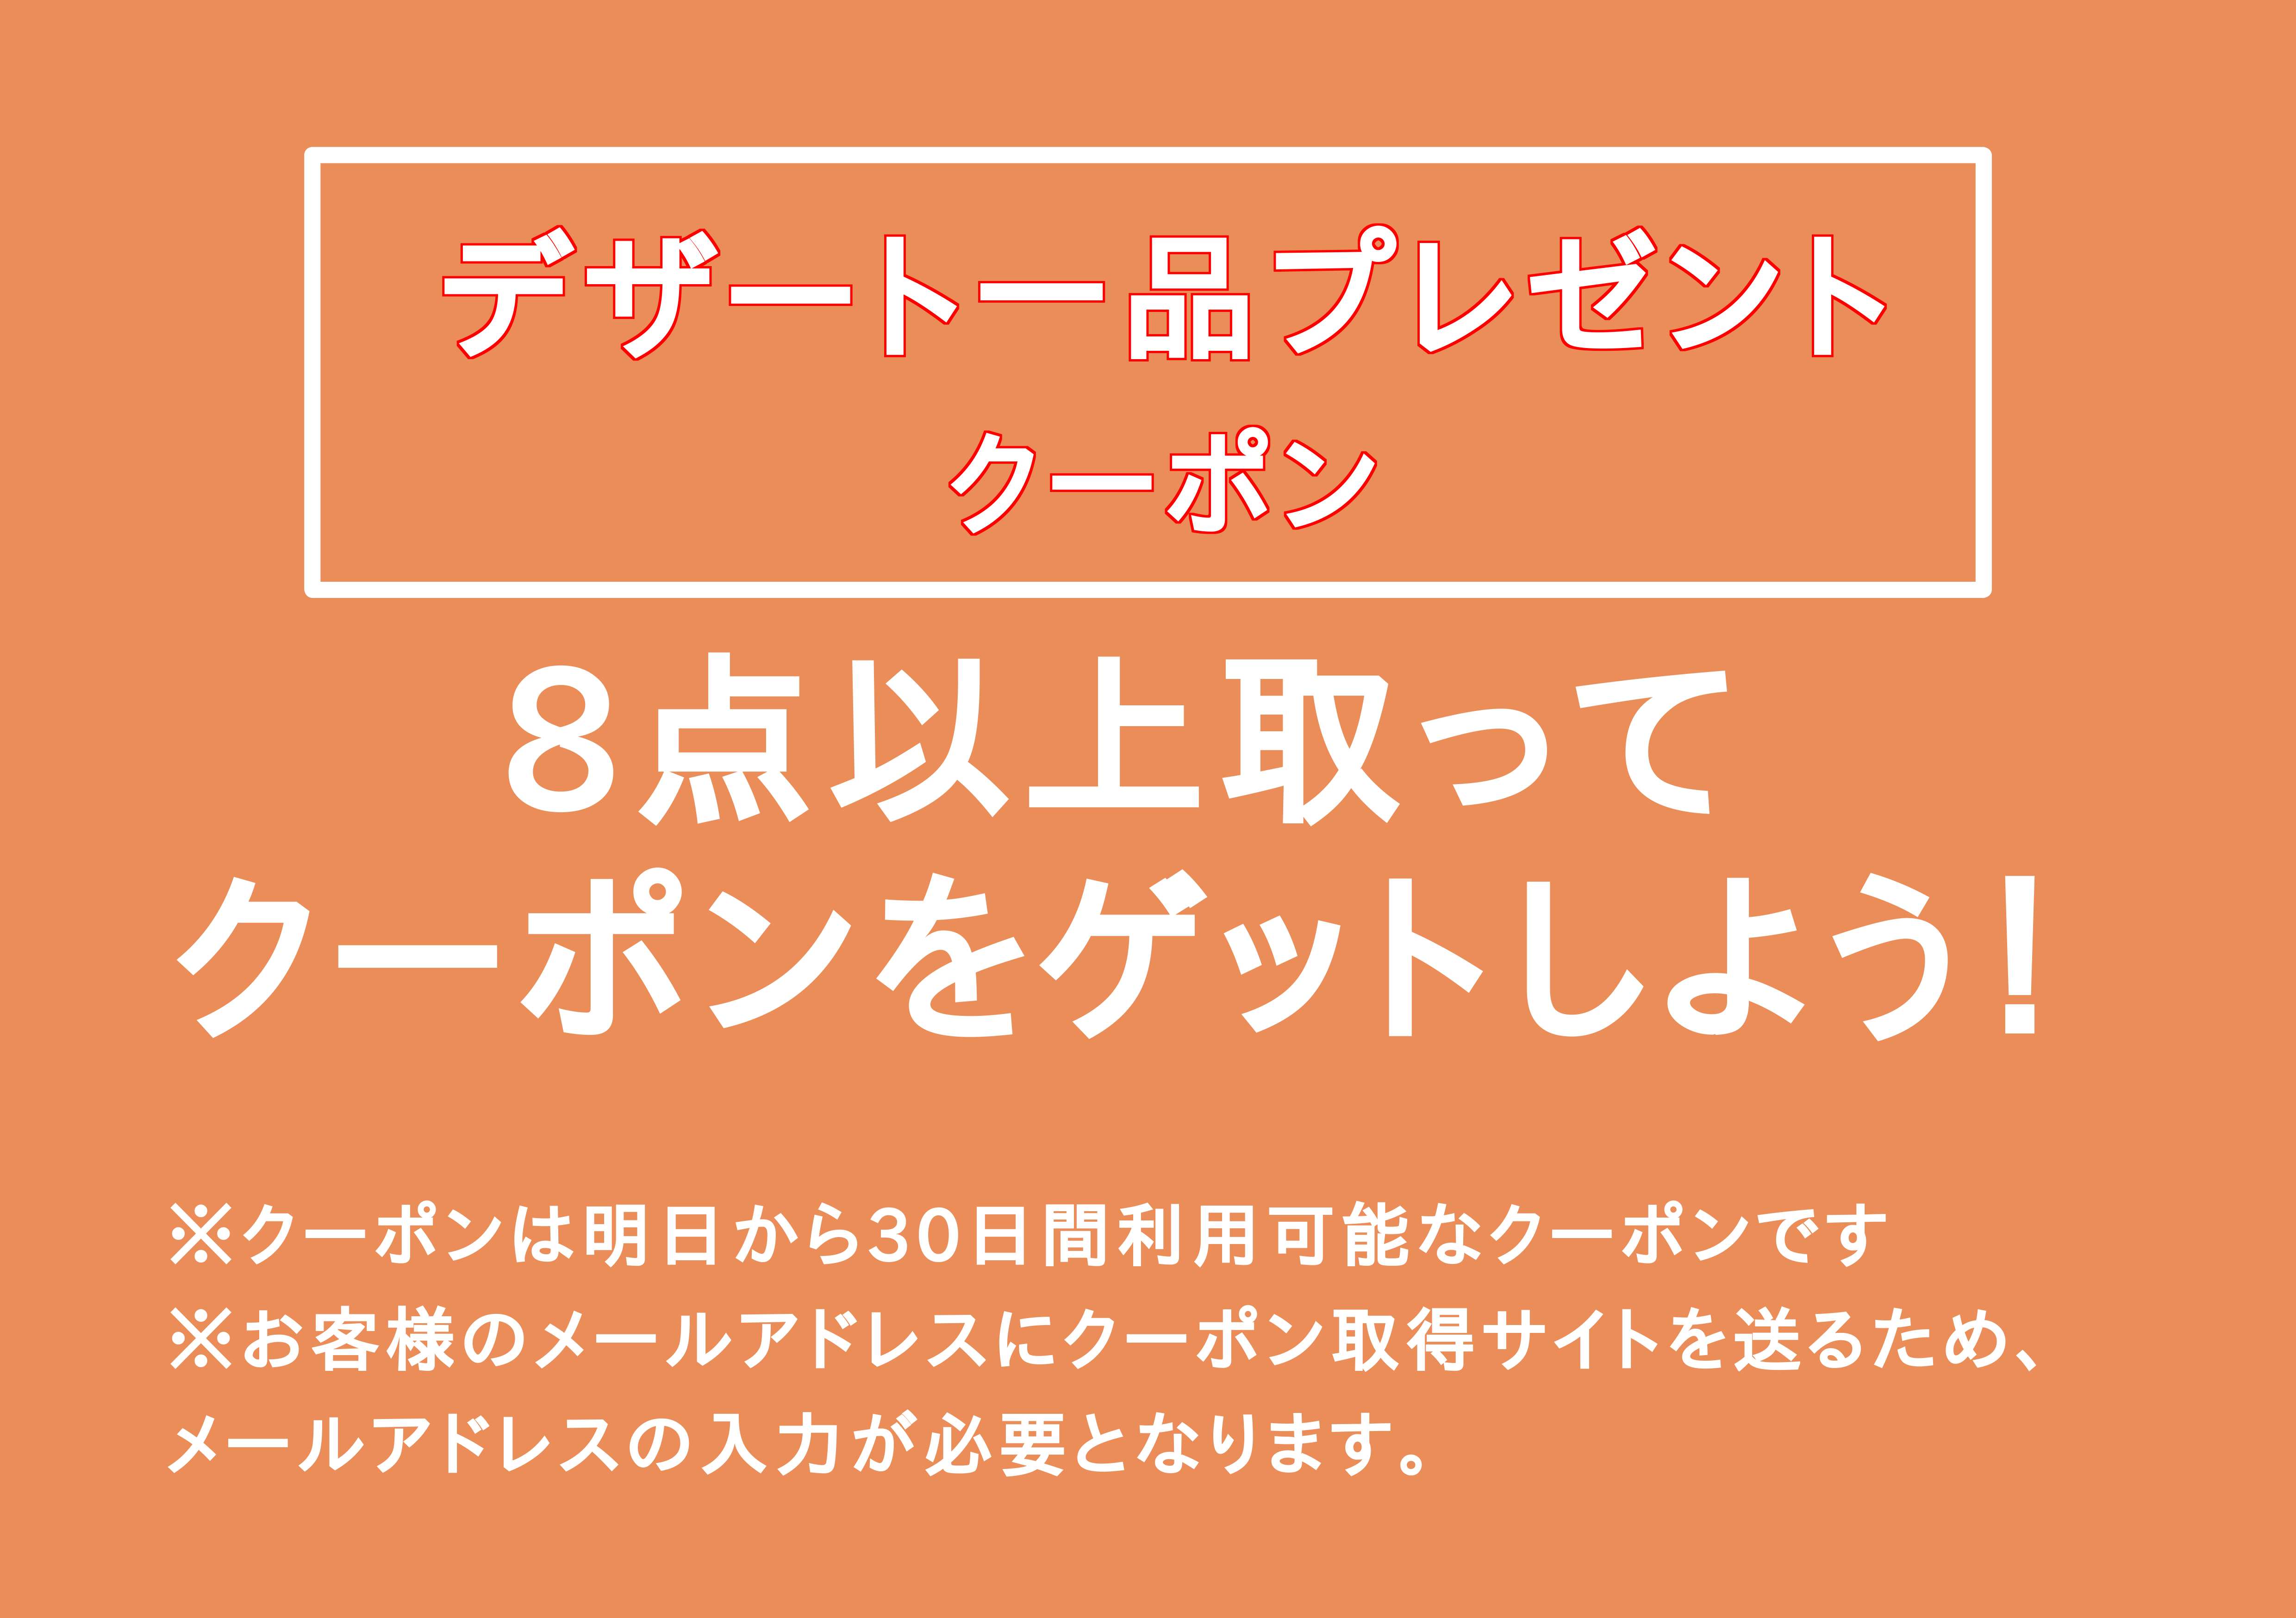 デザート一品プレゼント
クーポン
8点以上取って
クーポンをゲットしよう！
※クーポンは明日から30日間利用可能なクーポンです
※お客様のメールアドレスにクーポン取得サイトを送るため、
メールアドレスの入力が必要となります。